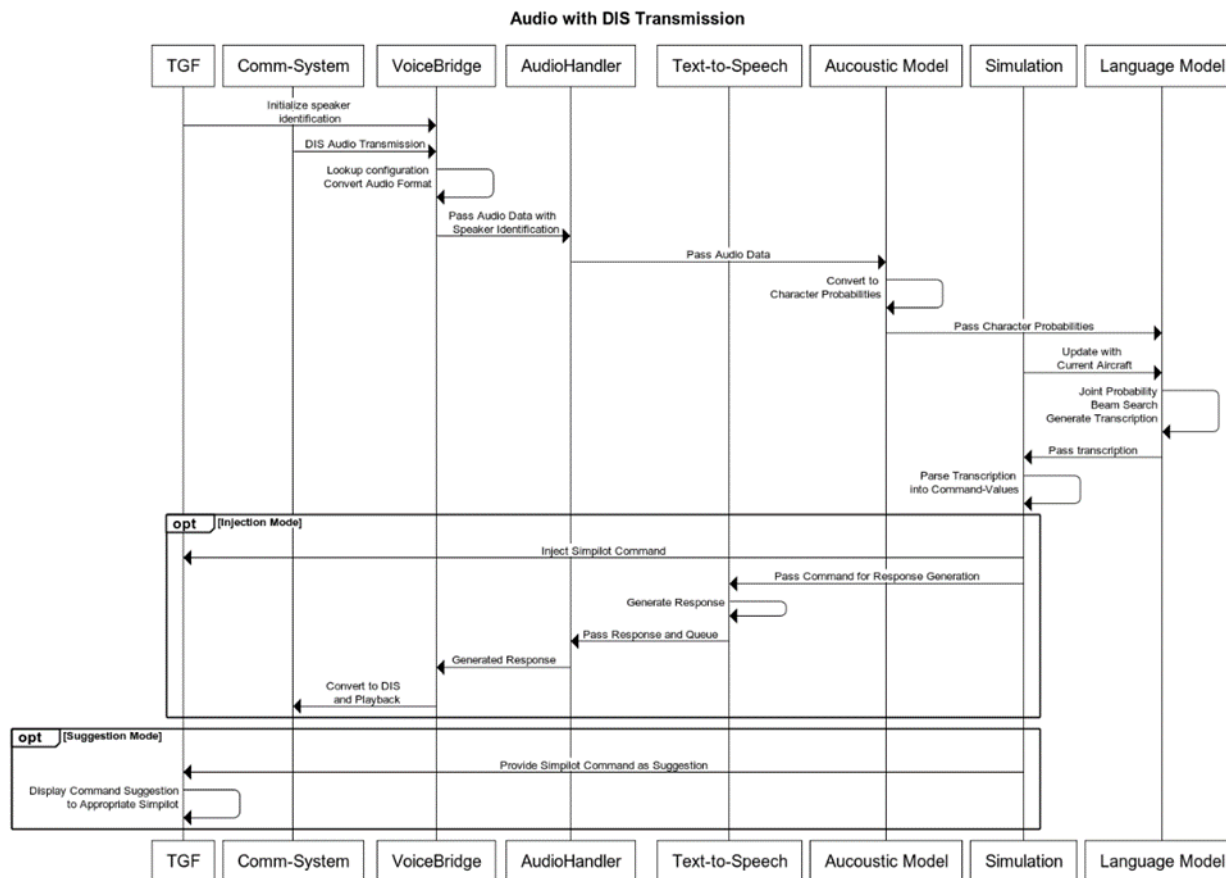 Audio with DIS Transmission
TGF
Comm-System
VoiceBridge
AudioHandler
Text-to-Speech
Aucoustic Model
Simulation
Language Model
Initialize speaker
identification
DIS Audio Transmission
Lookup configuration
Convert Audio Format
Pass Audio Data with
Speaker Identification
Pass Audio Data
Convert to
Character Probabilities
Pass Character Probabilities
Update with
Current Aircraft
Joint Probability
Beam Search
Generate Transcription
Pass transcription
Parse Transcription
into Command-Values
opt
[Injection Mode]
Inject Simpilot Command
Pass Command for Response Generation
Generate Response
Pass Response and Queue
Generated Response
Convert to DIS
and Playback
opt
[Suggestion Mode]
Provide Simpilot Command as Suggestion
Display Command Suggestion
to Appropriate Simpilot
TGF
Comm-System
VoiceBridge
AudioHandler
Text-to-Speech
Aucoustic Model
Simulation
Language Model